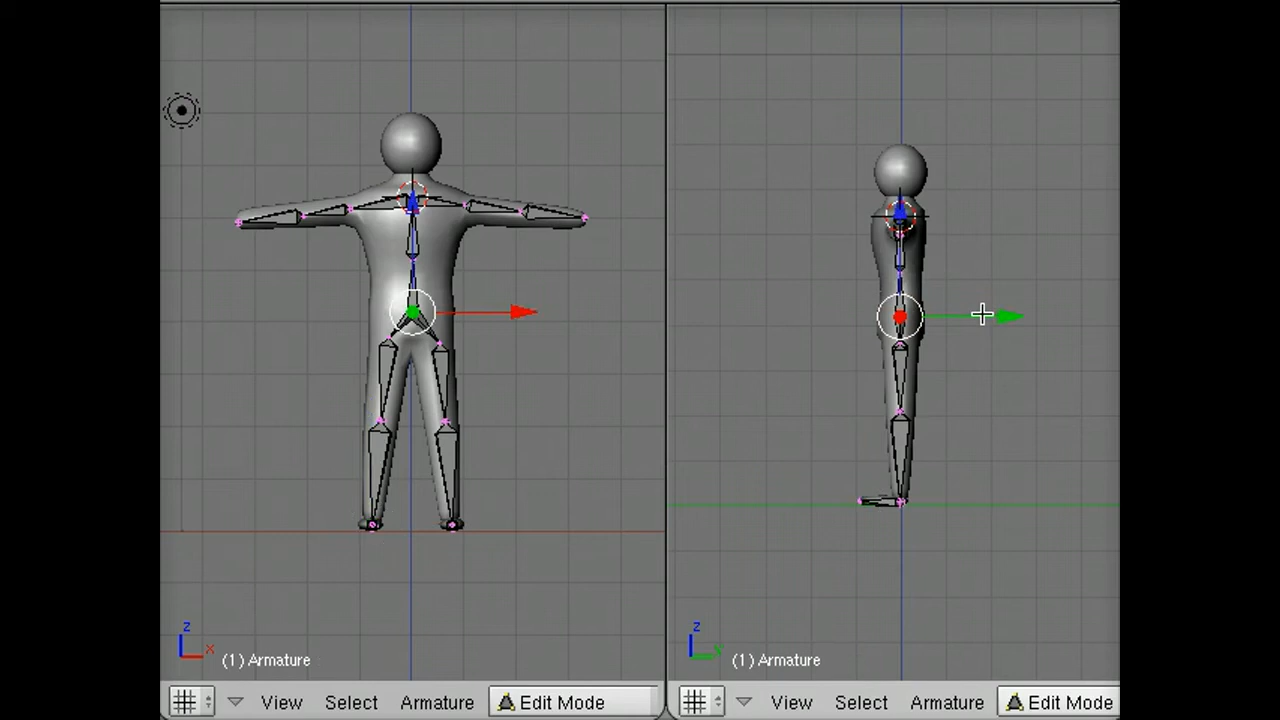 z
x
(1) Armature
View Select Armature Edit Mode
z
y
(1) Armature
View Select Armature Edit Mode